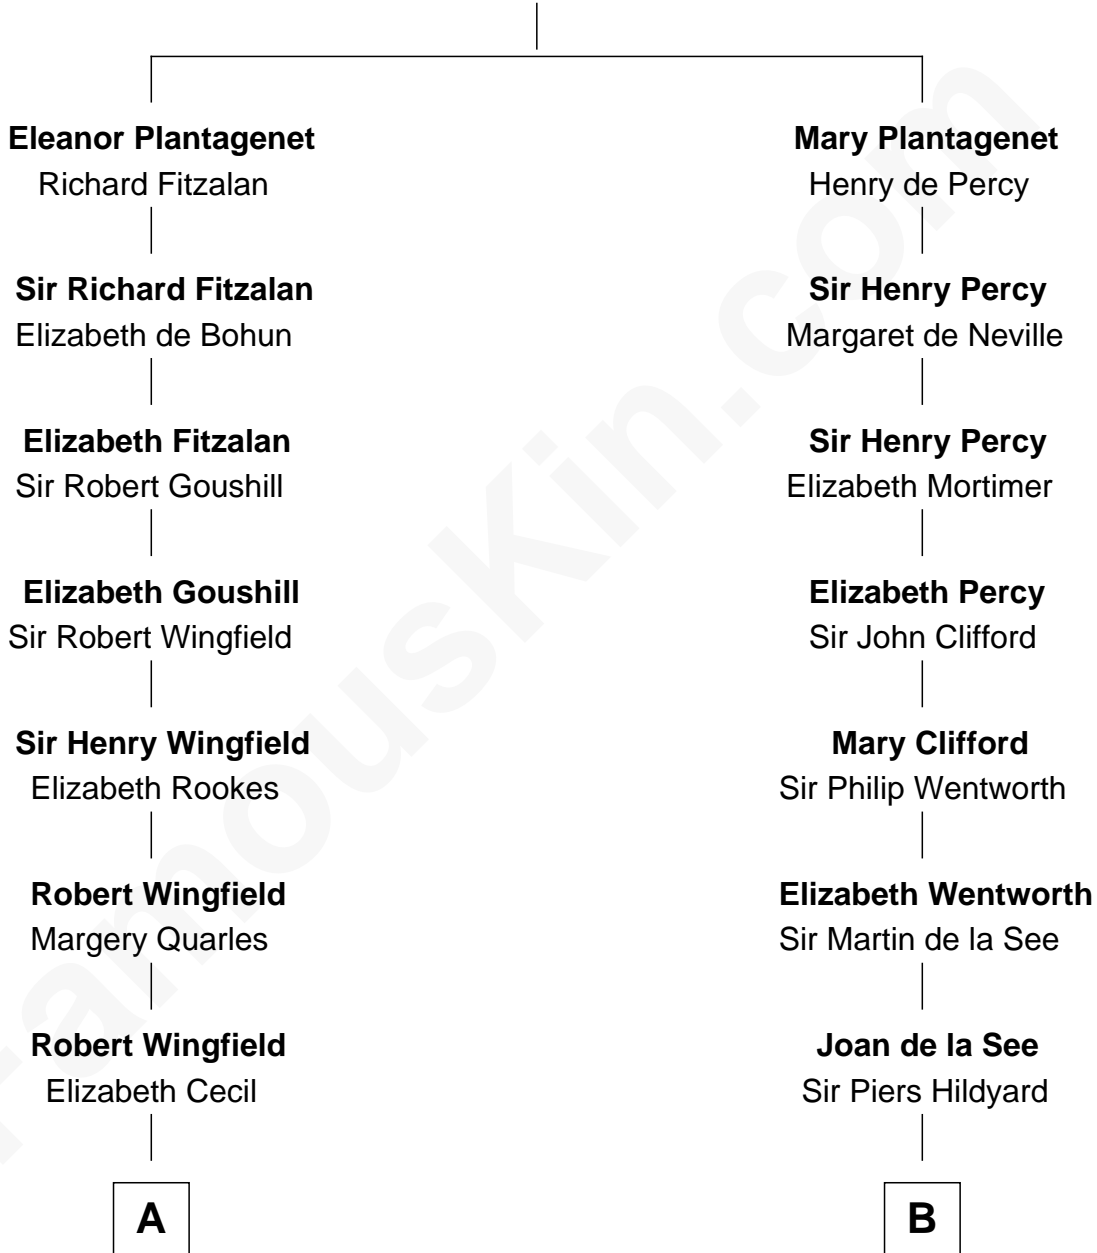 Eleanor Plantagenet
Richard Fitzalan
Sir Richard Fitzalan
Elizabeth de Bohun
Elizabeth Fitzalan
Sir Robert Goushill
Elizabeth Goushill
Sir Robert Wingfield
Sir Henry Wingfield
Elizabeth Rookes
Robert Wingfield
Margery Quarles
Robert Wingfield
Elizabeth Cecil
A
Mary Plantagenet
Henry de Percy
Sir Henry Percy
Margaret de Neville
Sir Henry Percy
Elizabeth Mortimer
Elizabeth Percy
Sir John Clifford
Mary Clifford
Sir Philip Wentworth
Elizabeth Wentworth
Sir Martin de la See
Joan de la See
Sir Piers Hildyard
B
FamousKin.com